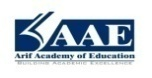 AAE
Arif Academy of Education
BUILDING ACADEMIC EXCELLENCE